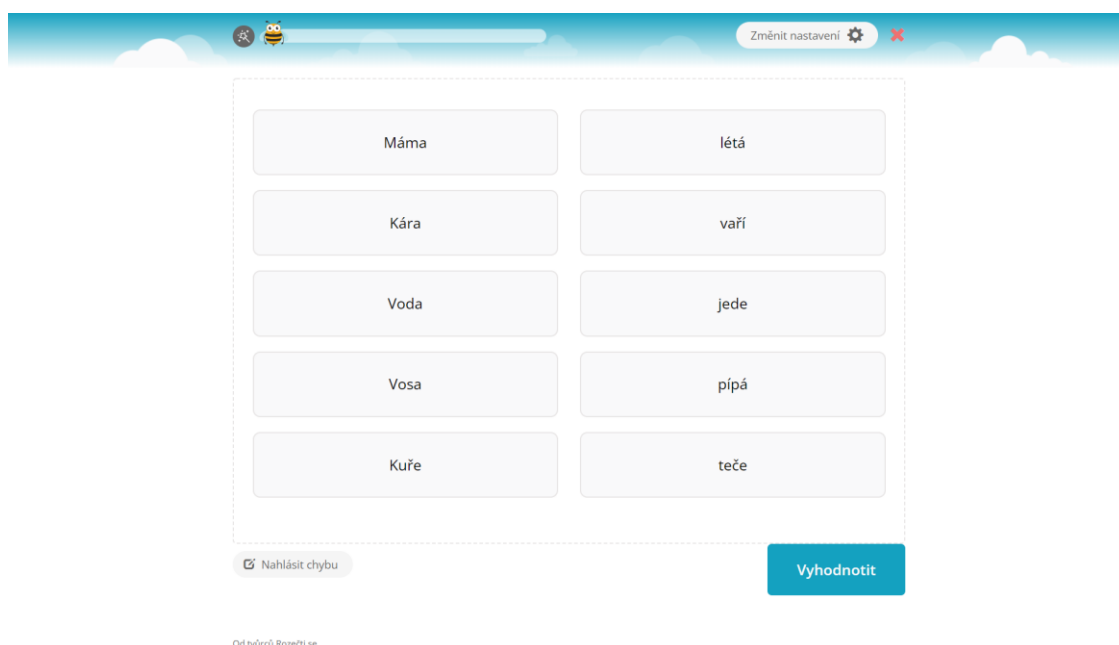 Změnit nastavení
Máma
létá
Kára
vaří
Voda
jede
Vosa
pípá
Kuře
teče
Nahlásit chybu
Vyhodnotit
Od tvůrců Rozečti se